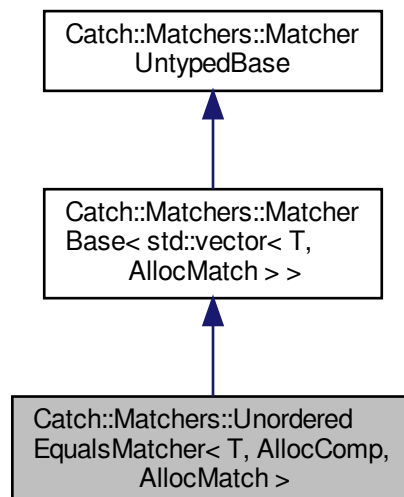 Catch::Matchers::Matcher
UntypedBase
Catch::Matchers::Matcher
Base< std::vector< T,
AllocMatch > >
Catch::Matchers::Unordered
EqualsMatcher< T, AllocComp,
AllocMatch >